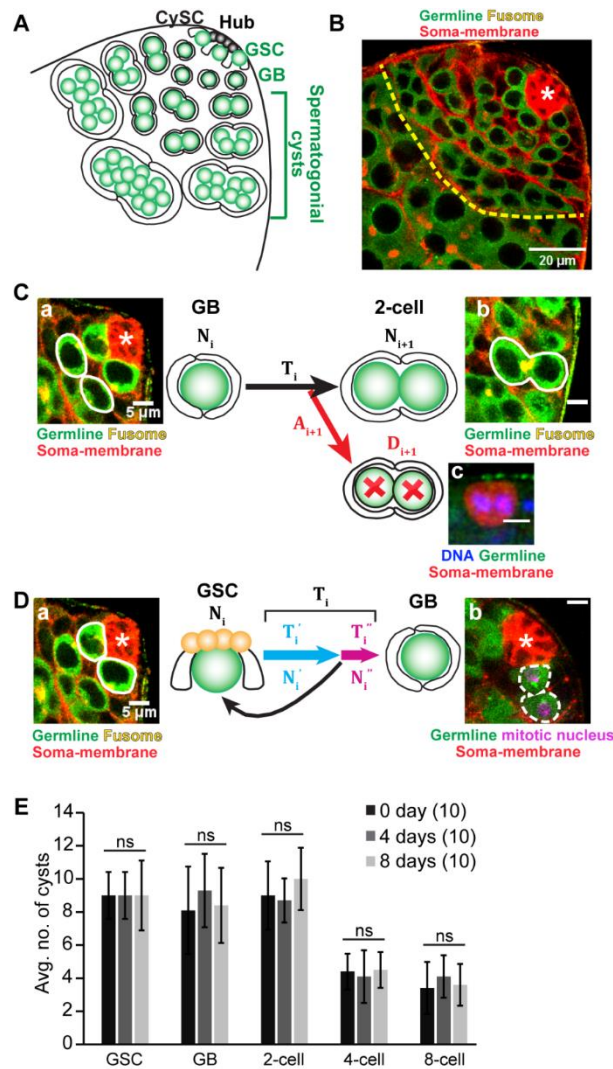 A
CySC
Hub
GSC
GB
Spermatogonial
cysts
B
Germline Fusome
Soma-membrane
*
20 µm
C
a
*
5 µm
Germline Fusome
Soma-membrane
GB
Nᵢ
Tᵢ
Aᵢ₊₁
2-cell
Nᵢ₊₁
Dᵢ₊₁
b
Germline Fusome
Soma-membrane
c
DNA Germline
Soma-membrane
D
a
*
5 µm
Germline Fusome
Soma-membrane
GSC
Nᵢ
Tᵢ
Tᵢ′
Tᵢ″
Nᵢ′
Nᵢ″
GB
b
*
Germline mitotic nucleus
Soma-membrane
E
Avg. no. of cysts
14
12
10
8
6
4
2
0
ns
ns
ns
ns
ns
0 day (10)
4 days (10)
8 days (10)
GSC
GB
2-cell
4-cell
8-cell